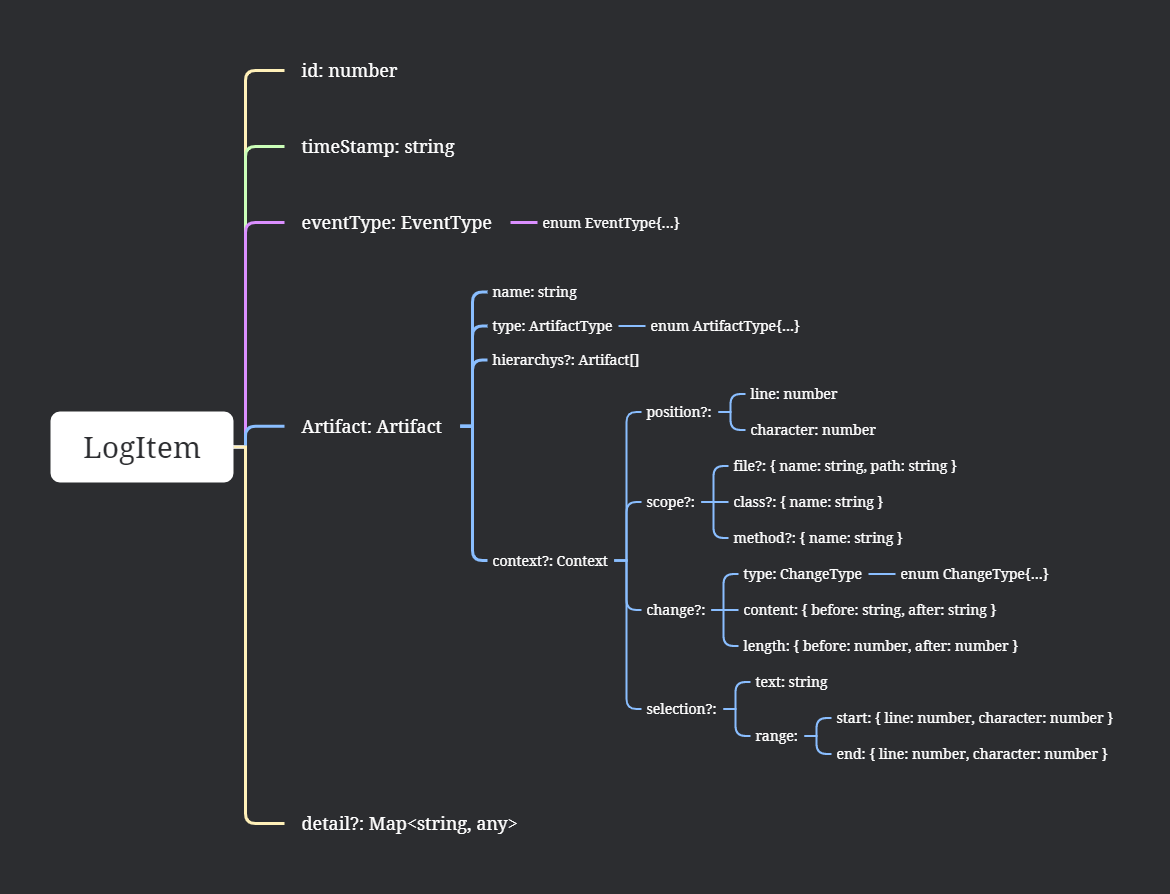 LogItem
id: number
timeStamp: string
eventType: EventType
enum EventType{...}
Artifact: Artifact
name: string
type: ArtifactType
enum ArtifactType{...}
hierarchys?: Artifact[]
context?: Context
position?:
line: number
character: number
scope?:
file?: { name: string, path: string }
class?: { name: string }
method?: { name: string }
change?:
type: ChangeType
enum ChangeType{...}
content: { before: string, after: string }
length: { before: number, after: number }
selection?:
text: string
range:
start: { line: number, character: number }
end: { line: number, character: number }
detail?: Map<string, any>